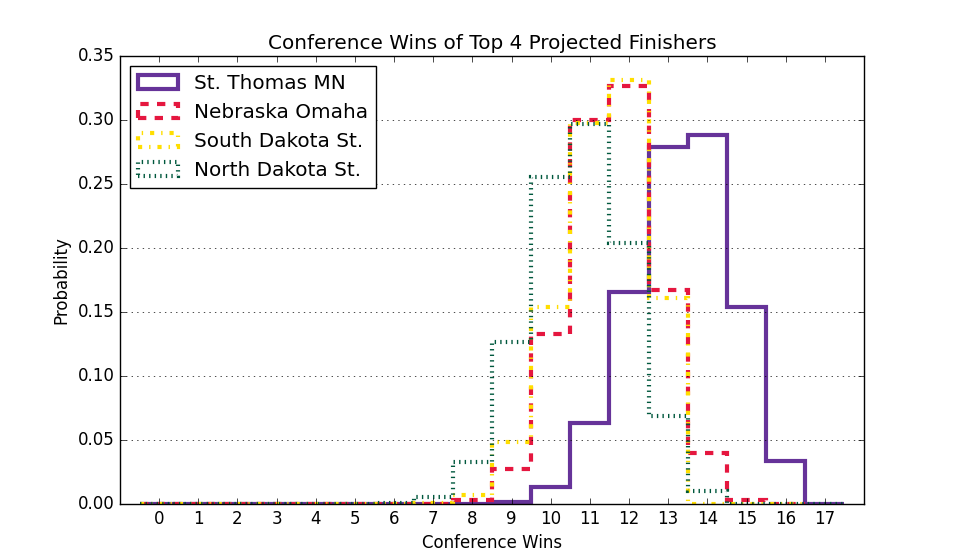 Conference Wins of Top 4 Projected Finishers
0.35
0.30
0.25
0.20
0.15
0.10
0.05
0.00
Probability
St. Thomas MN
Nebraska Omaha
South Dakota St.
North Dakota St.
0 1 2 3 4 5 6 7 8 9 10 11 12 13 14 15 16 17
Conference Wins